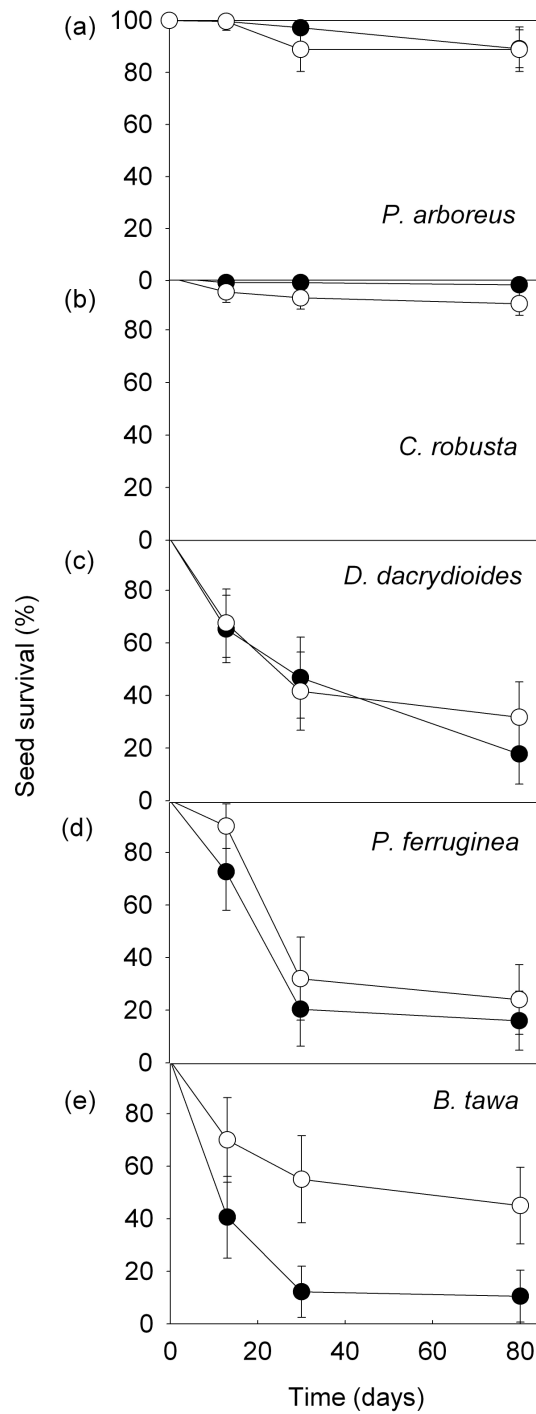 (a)
100
80
60
40
20
P. arboreus
0
(b)
80
60
40
20
C. robusta
0
(c)
80
60
40
20
D. dacrydioides
0
(d)
80
60
40
20
P. ferruginea
0
(e)
80
60
40
20
B. tawa
0
Seed survival (%)
0 20 40 60 80
Time (days)